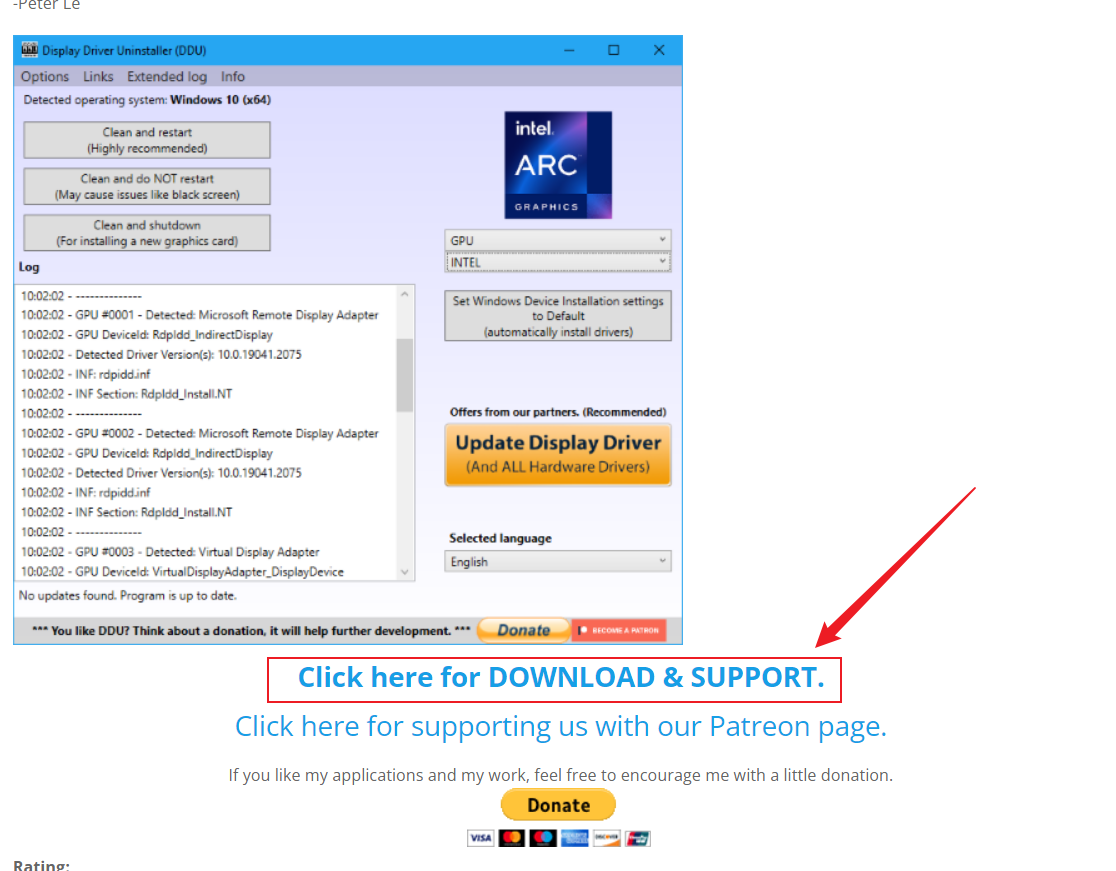 -Peter Le
Display Driver Uninstaller (DDU)
Options Links Extended log Info
Detected operating system: Windows 10 (x64)
Clean and restart
(Highly recommended)
Clean and do NOT restart
(May cause issues like black screen)
Clean and shutdown
(For installing a new graphics card)
intel.
ARC
GRAPHICS
GPU
INTEL
Set Windows Device Installation settings
to Default
(automatically install drivers)
Log
10:02:02 - --------------
10:02:02 - GPU #0001 - Detected: Microsoft Remote Display Adapter
10:02:02 - GPU DeviceId: RdpIdd_IndirectDisplay
10:02:02 - Detected Driver Version(s): 10.0.19041.2075
10:02:02 - INF: rdpidd.inf
10:02:02 - INF Section: RdpIdd_Install.NT
10:02:02 - --------------
10:02:02 - GPU #0002 - Detected: Microsoft Remote Display Adapter
10:02:02 - GPU DeviceId: RdpIdd_IndirectDisplay
10:02:02 - Detected Driver Version(s): 10.0.19041.2075
10:02:02 - INF: rdpidd.inf
10:02:02 - INF Section: RdpIdd_Install.NT
10:02:02 - --------------
10:02:02 - GPU #0003 - Detected: Virtual Display Adapter
10:02:02 - GPU DeviceId: VirtualDisplayAdapter_DisplayDevice
Offers from our partners. (Recommended)
Update Display Driver
(And ALL Hardware Drivers)
Selected language
English
No updates found. Program is up to date.
*** You like DDU? Think about a donation, it will help further development. *** Donate BECOME A PATRON
Click here for DOWNLOAD & SUPPORT.
Click here for supporting us with our Patreon page.
If you like my applications and my work, feel free to encourage me with a little donation.
Donate
VISA
Rating: